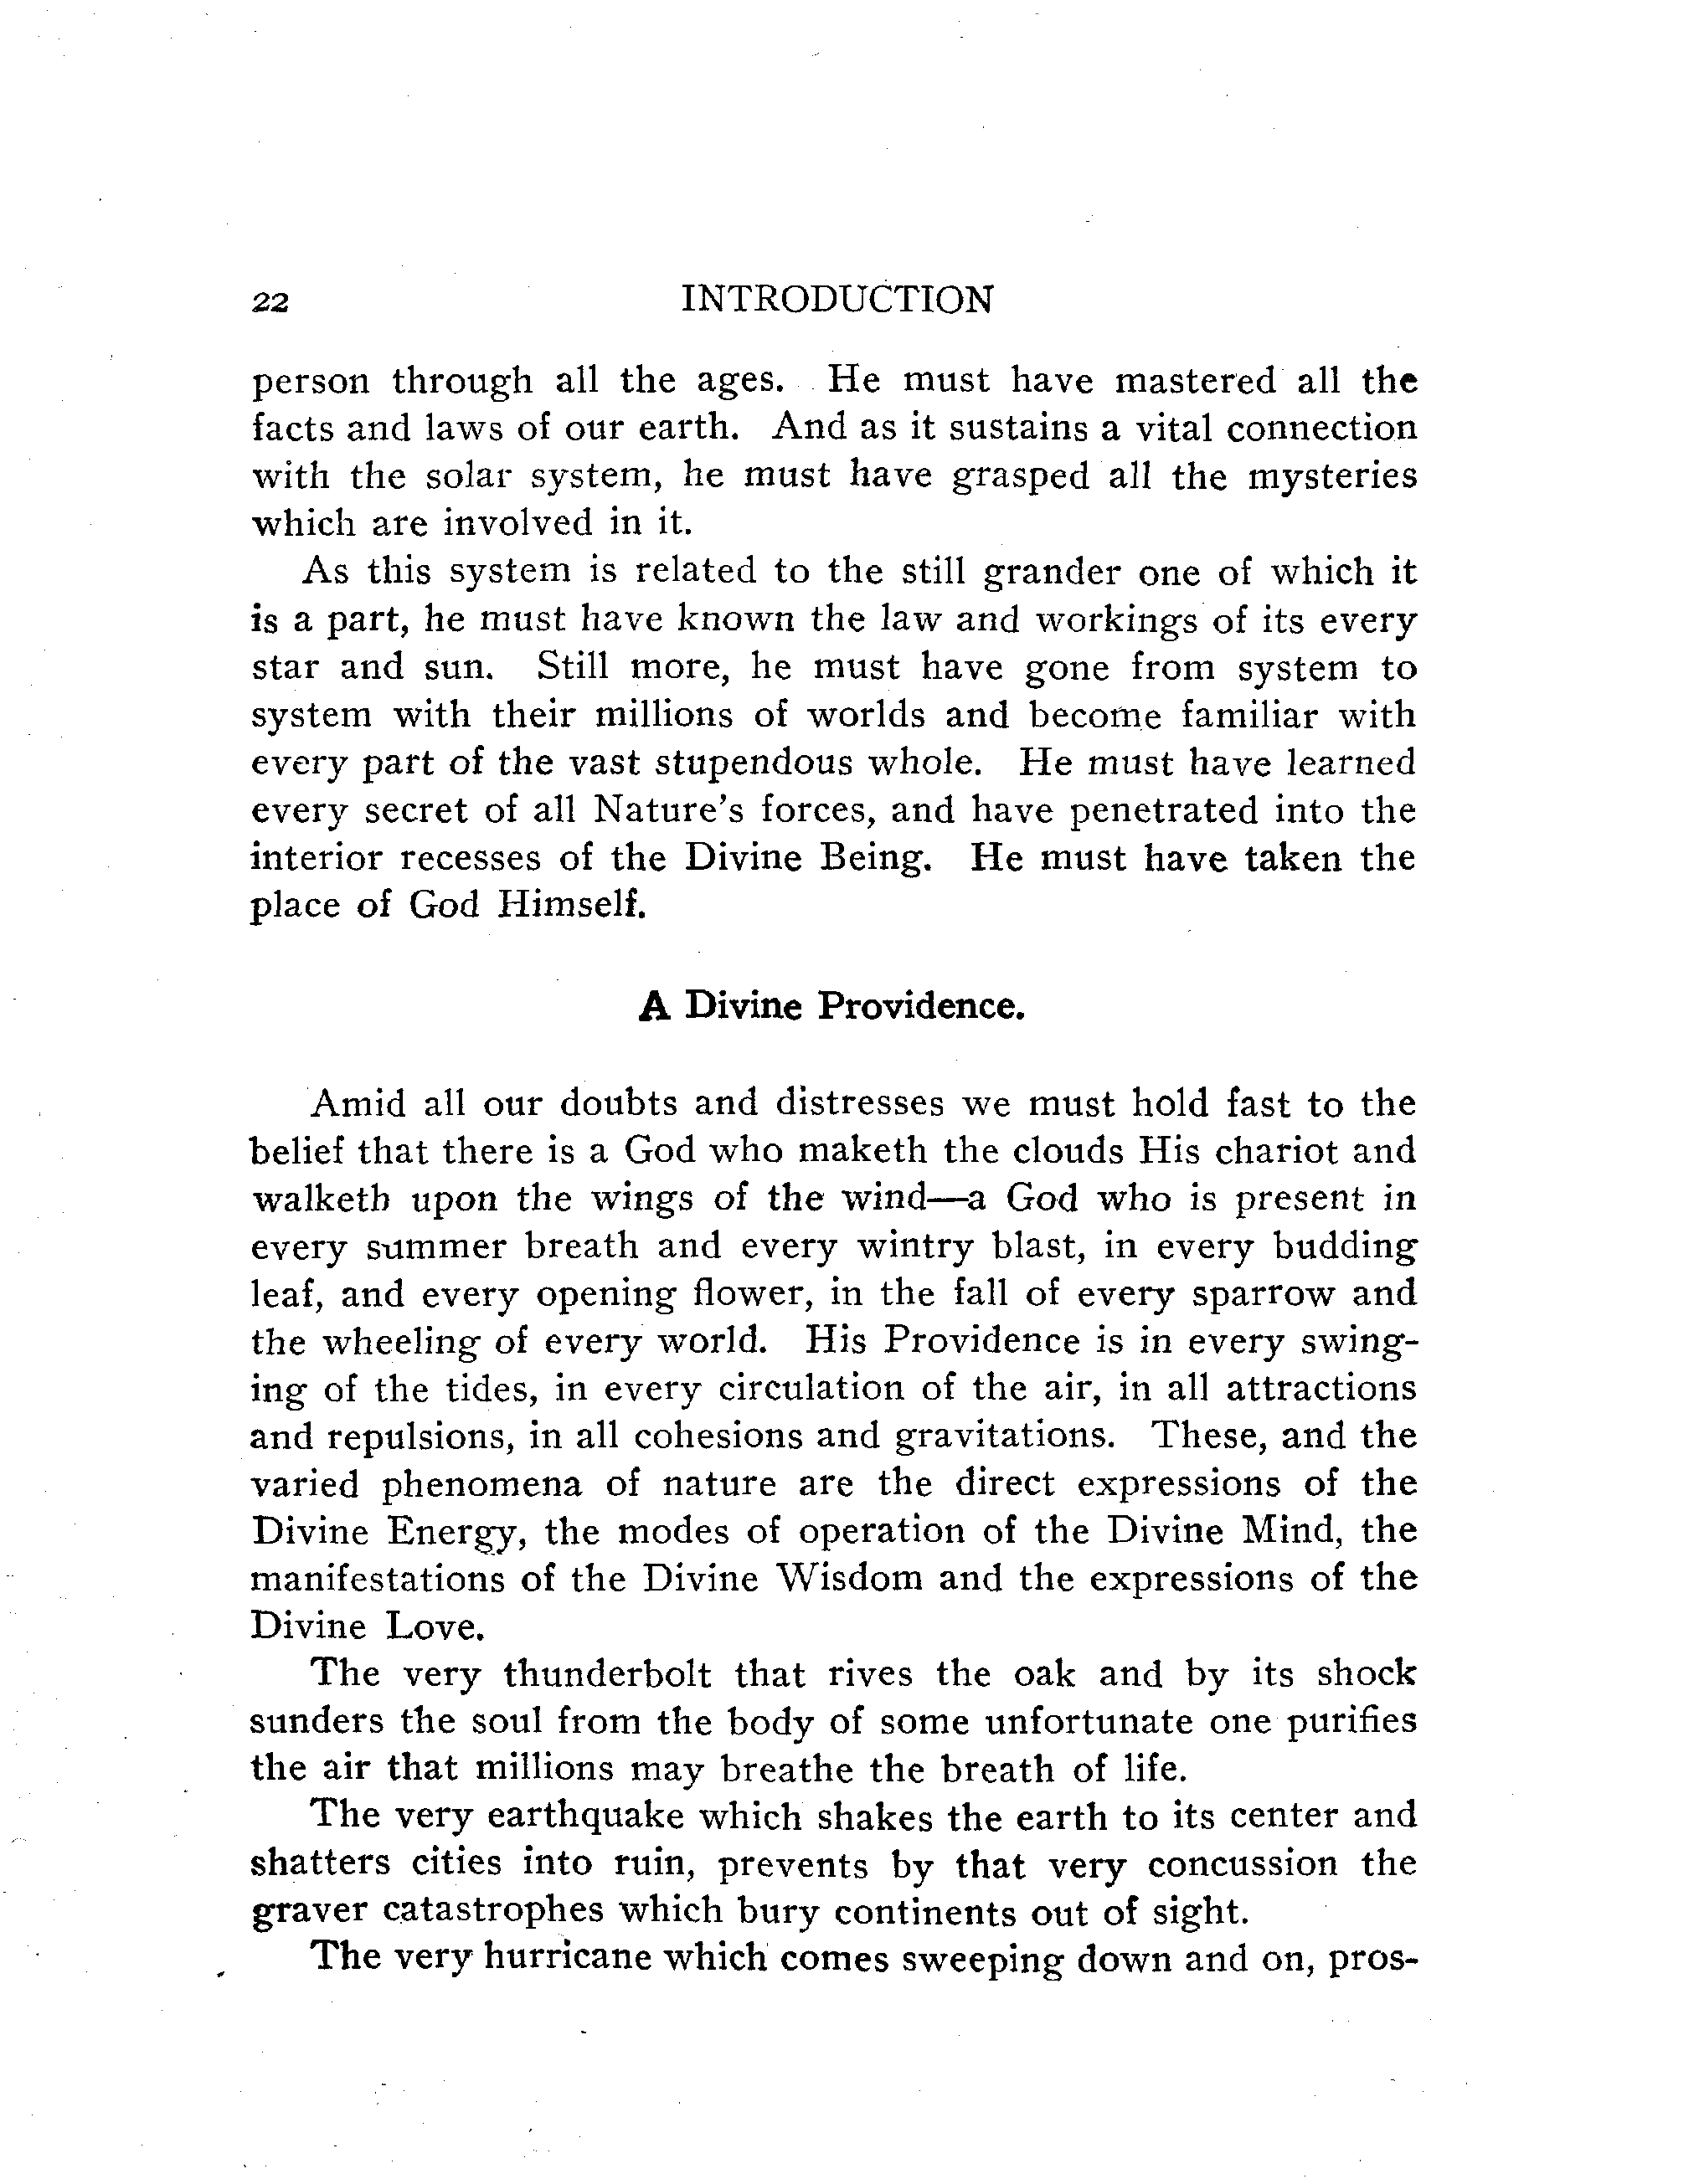 22 INTRODUCTION
person through all the ages. He must have mastered all the
facts and laws of our earth. And as it sustains a vital connection
with the solar system, he must have grasped all the mysteries
which are involved in it.
As this system is related to the still grander one of which it
is a part, he must have known the law and workings of its every
star and sun. Still more, he must have gone from system to
system with their millions of worlds and become familiar with
every part of the vast stupendous whole. He must have learned
every secret of all Nature's forces, and have penetrated into the
interior recesses of the Divine Being. He must have taken the
place of God Himself.
A Divine Providence.
Amid all our doubts and distresses we must hold fast to the
belief that there is a God who maketh the clouds His chariot and
walketh upon the wings of the wind—a God who is present in
every summer breath and every wintry blast, in every budding
leaf, and every opening flower, in the fall of every sparrow and
the wheeling of every world. His Providence is in every swing-
ing of the tides, in every circulation of the air, in all attractions
and repulsions, in all cohesions and gravitations. These, and the
varied phenomena of nature are the direct expressions of the
Divine Energy, the modes of operation of the Divine Mind, the
manifestations of the Divine Wisdom and the expressions of the
Divine Love.
The very thunderbolt that rives the oak and by its shock
sunders the soul from the body of some unfortunate one purifies
the air that millions may breathe the breath of life.
The very earthquake which shakes the earth to its center and
shatters cities into ruin, prevents by that very concussion the
graver catastrophes which bury continents out of sight.
The very hurricane which comes sweeping down and on, pros-